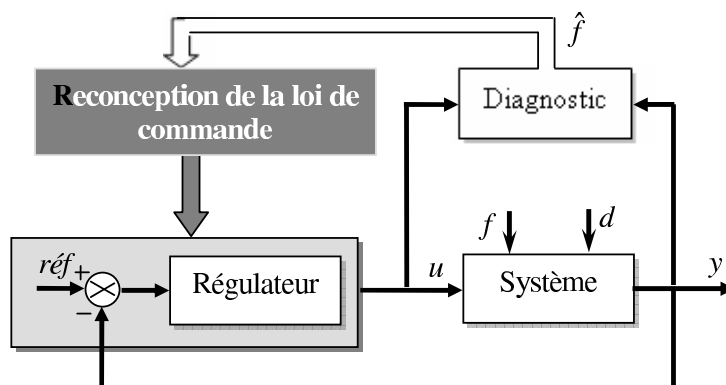 f̂
Reconception de la loi de
commande
Diagnostic
f
d
réf
+
−
Régulateur
u
Système
y